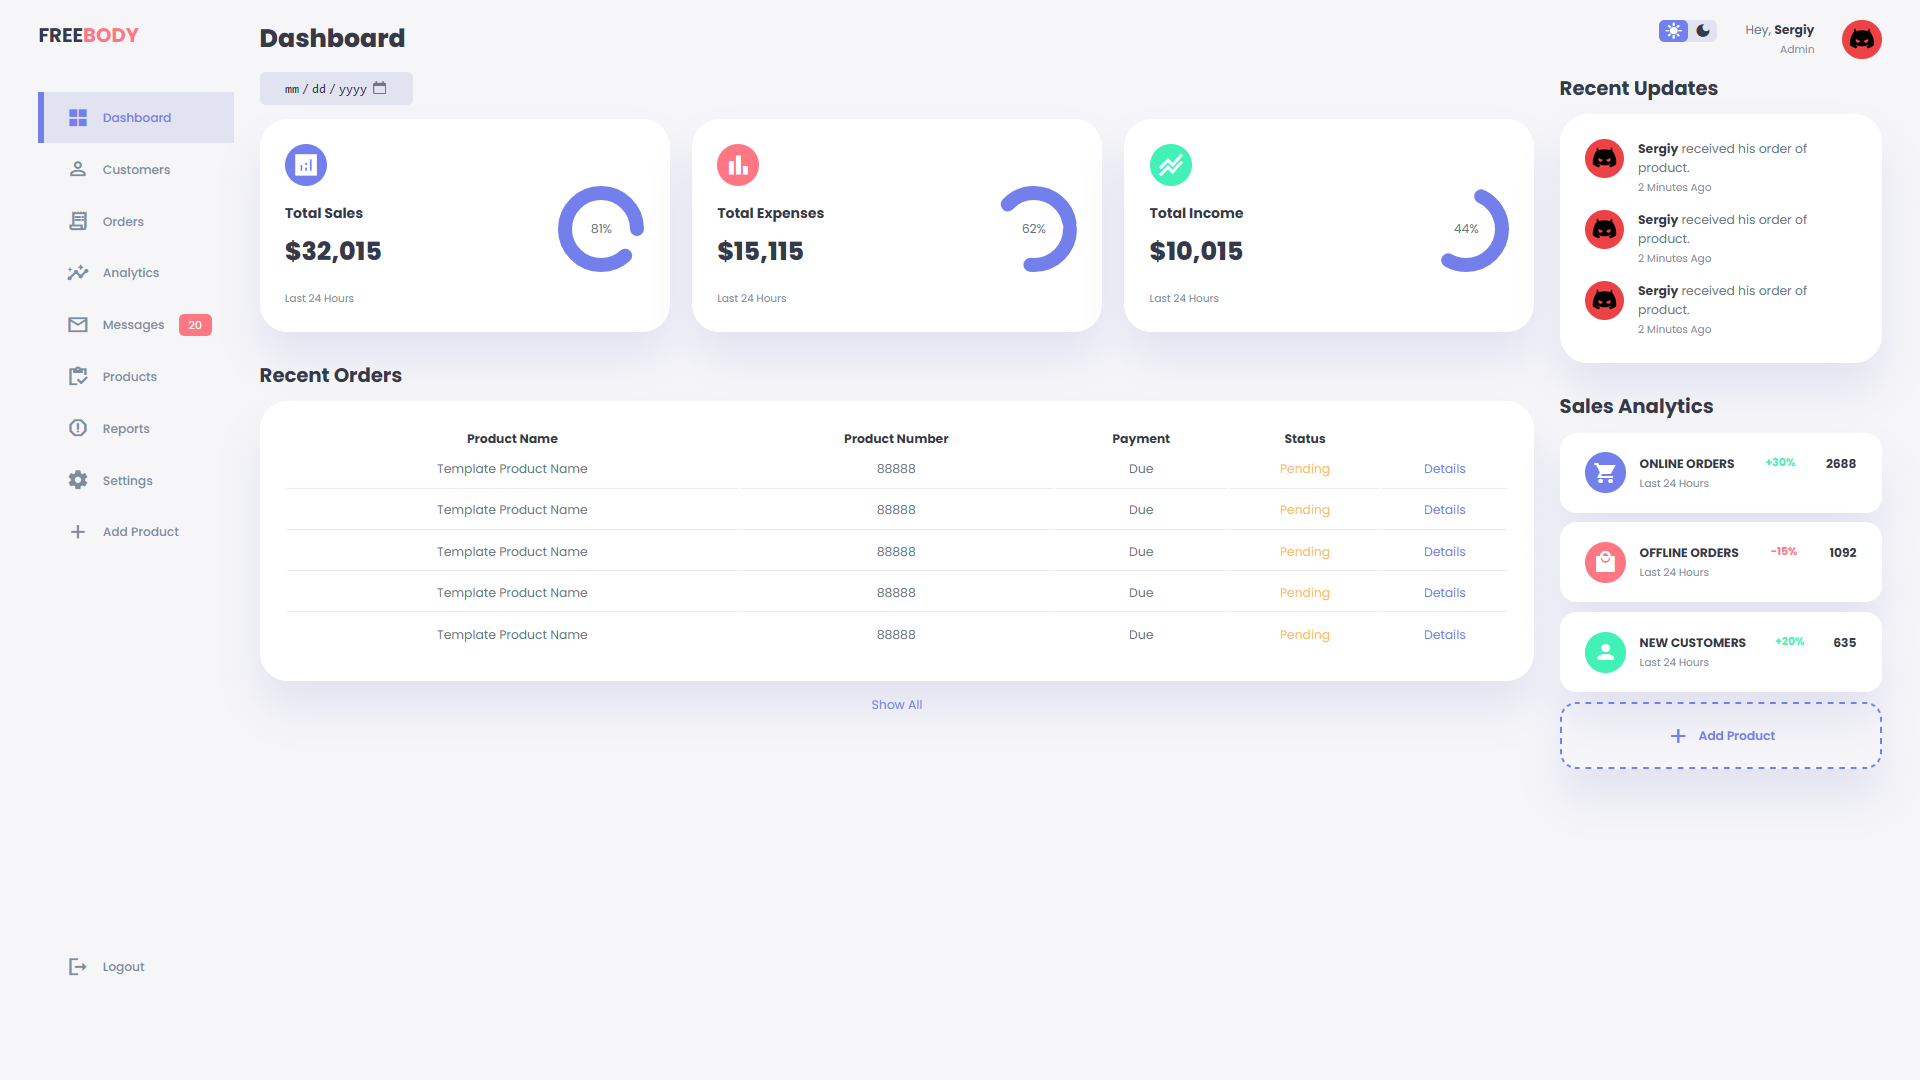 FREEBODY
Dashboard
Customers
Orders
Analytics
Messages 20
Products
Reports
Settings
Add Product
Logout
Dashboard
mm / dd / yyyy
Total Sales
$32,015
81%
Last 24 Hours
Total Expenses
$15,115
62%
Last 24 Hours
Total Income
$10,015
44%
Last 24 Hours
Recent Orders
Product Name Product Number Payment Status
Template Product Name 88888 Due Pending Details
Template Product Name 88888 Due Pending Details
Template Product Name 88888 Due Pending Details
Template Product Name 88888 Due Pending Details
Template Product Name 88888 Due Pending Details
Show All
Hey, Sergiy
Admin
Recent Updates
Sergiy received his order of
product.
2 Minutes Ago
Sergiy received his order of
product.
2 Minutes Ago
Sergiy received his order of
product.
2 Minutes Ago
Sales Analytics
ONLINE ORDERS +30% 2688
Last 24 Hours
OFFLINE ORDERS -15% 1092
Last 24 Hours
NEW CUSTOMERS +20% 635
Last 24 Hours
Add Product